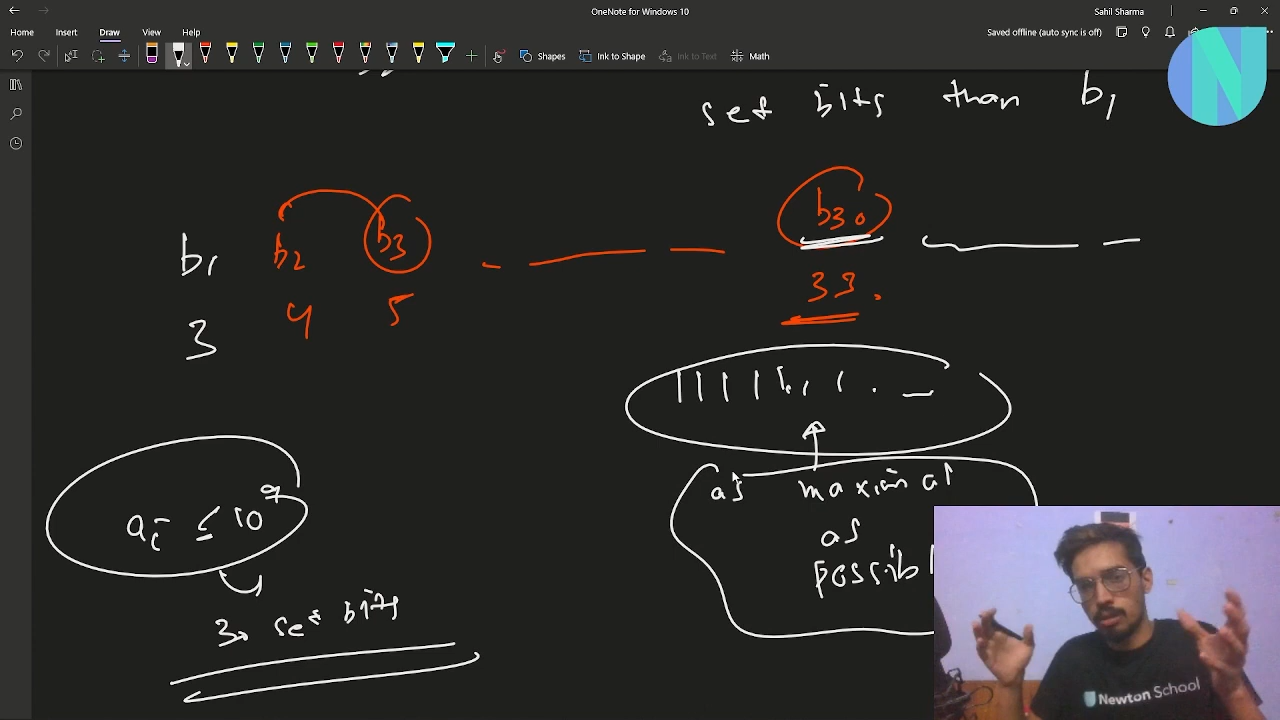 OneNote for Windows 10
Sahil Sharma
Home Insert Draw View Help
Saved offline (auto sync is off)
Shapes Ink to Shape Ink to Text Math
set bits than b1
b1 b2 b3 b30
3 4 5 33.
as maximal
as
possibl
ai ≤ 10^9
30 set bits
Newton School